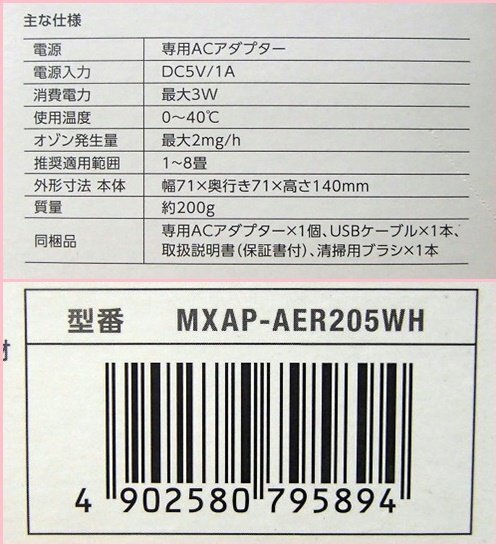 主な仕様
電源 専用ACアダプター
電源入力 DC5V/1A
消費電力 最大3W
使用温度 0〜40℃
オゾン発生量 最大2mg/h
推奨適用範囲 1〜8畳
外形寸法 本体 幅71×奥行き71×高さ140mm
質量 約200g
同梱品 専用ACアダプター×1個、USBケーブル×1本、
取扱説明書(保証書付)、清掃用ブラシ×1本
型番 MXAP-AER205WH
4 902580 795894